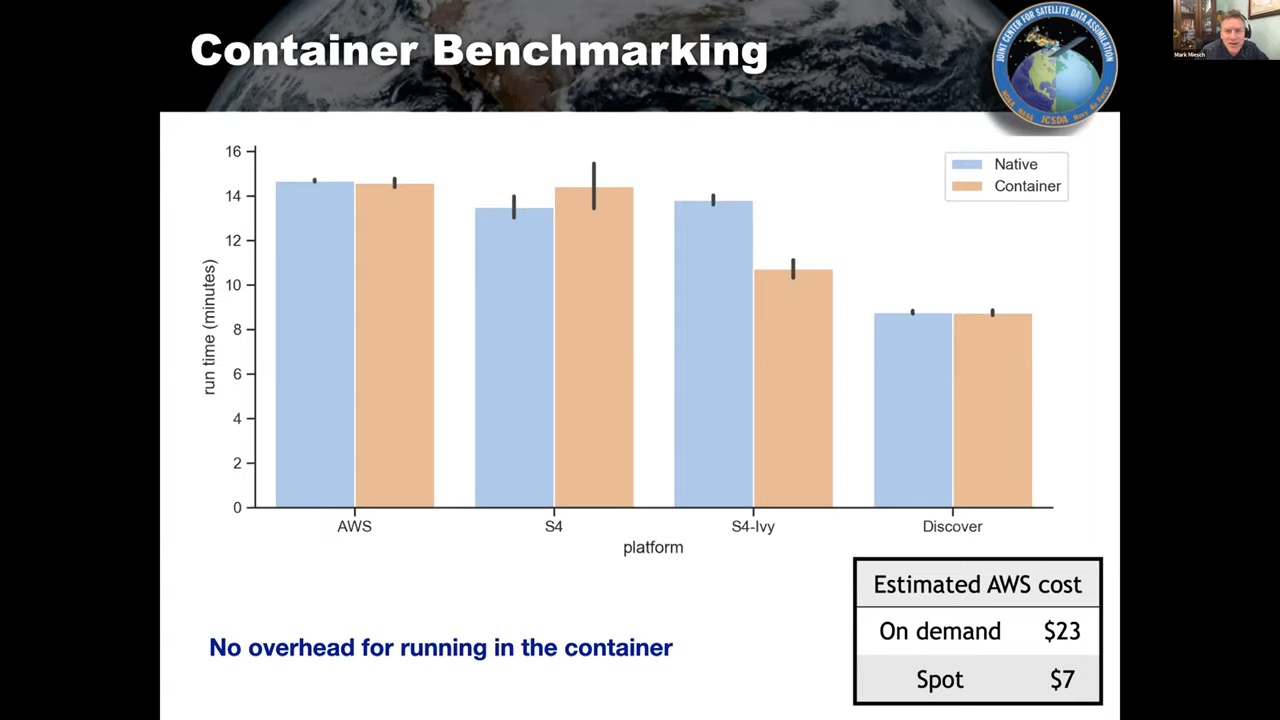 Container Benchmarking
JOINT CENTER FOR SATELLITE DATA ASSIMILATION
JCSDA
Mark Miesch
Native
Container
16
14
12
10
8
6
4
2
0
run time (minutes)
AWS
S4
S4-Ivy
Discover
platform
Estimated AWS cost
On demand $23
Spot $7
No overhead for running in the container